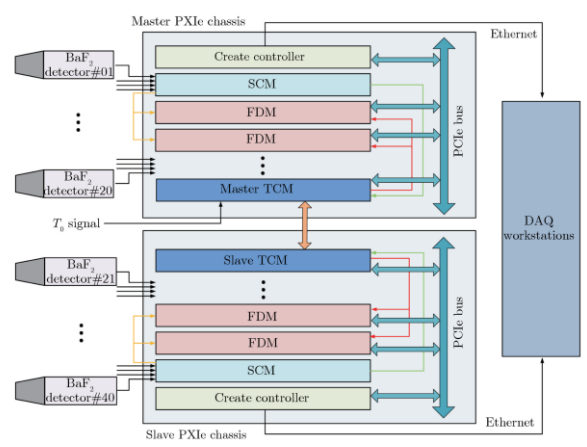 Master PXIe chassis
Ethernet
BaF2
detector#01
Create controller
SCM
FDM
FDM
PCIe bus
BaF2
detector#20
Master TCM
T0 signal
DAQ
workstations
BaF2
detector#21
Slave TCM
FDM
FDM
PCIe bus
SCM
BaF2
detector#40
Create controller
Ethernet
Slave PXIe chassis